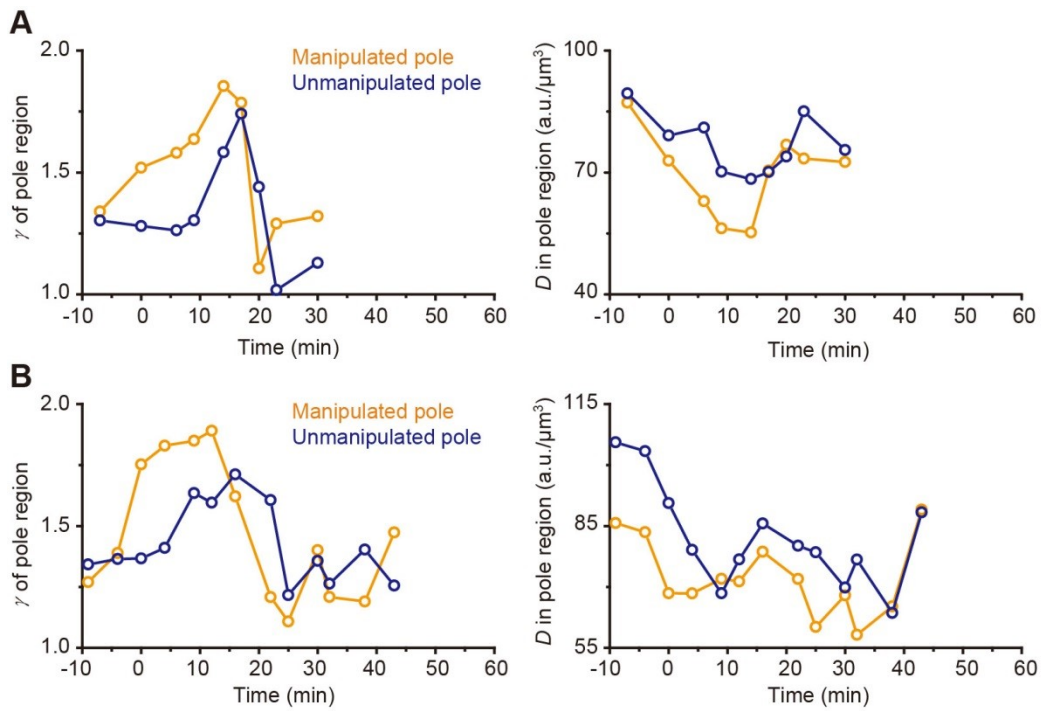 A
2.0
1.5
1.0
γ of pole region
Manipulated pole
Unmanipulated pole
-10 0 10 20 30 40 50 60
Time (min)
100
70
40
D in pole region (a.u./μm³)
-10 0 10 20 30 40 50 60
Time (min)
B
2.0
1.5
1.0
γ of pole region
Manipulated pole
Unmanipulated pole
-10 0 10 20 30 40 50 60
Time (min)
115
85
55
D in pole region (a.u./μm³)
-10 0 10 20 30 40 50 60
Time (min)